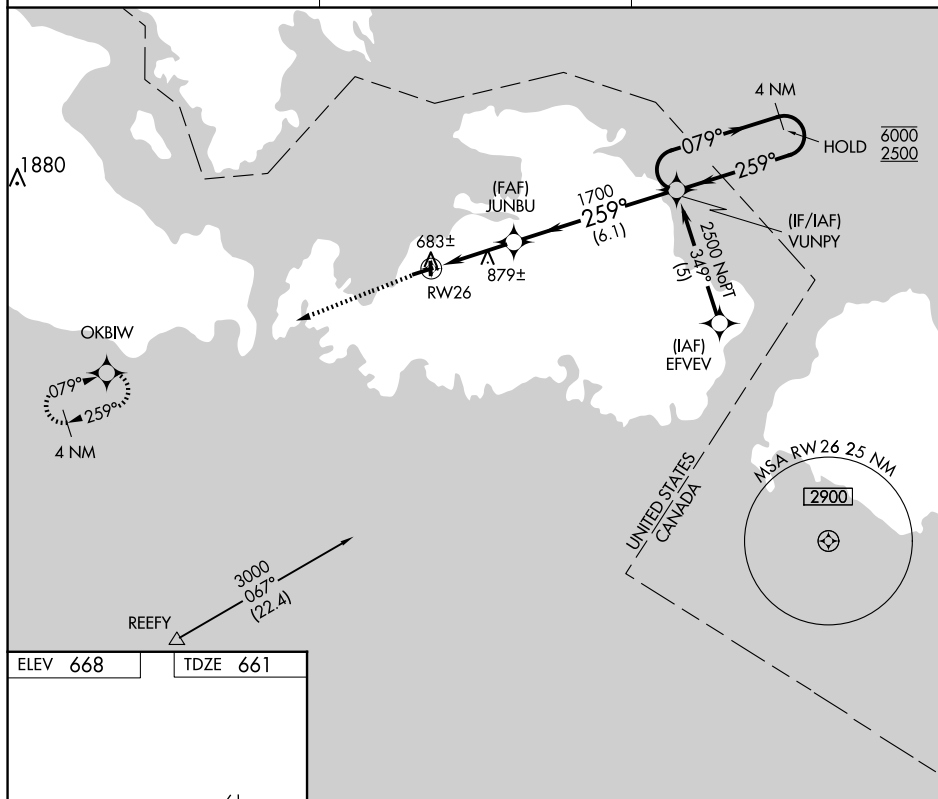 4 NM
079°
HOLD
6000
2500
259°
1880
(FAF)
JUNBU
1700
259°
(6.1)
(IF/IAF)
VUNPY
683±
879±
RW26
2500 NoPT
349°
(5)
(IAF)
EFVEV
OKBIW
079°
259°
4 NM
UNITED STATES
CANADA
MSA RW 26 25 NM
2900
3000
067°
(22.4)
REEFY
ELEV 668
TDZE 661